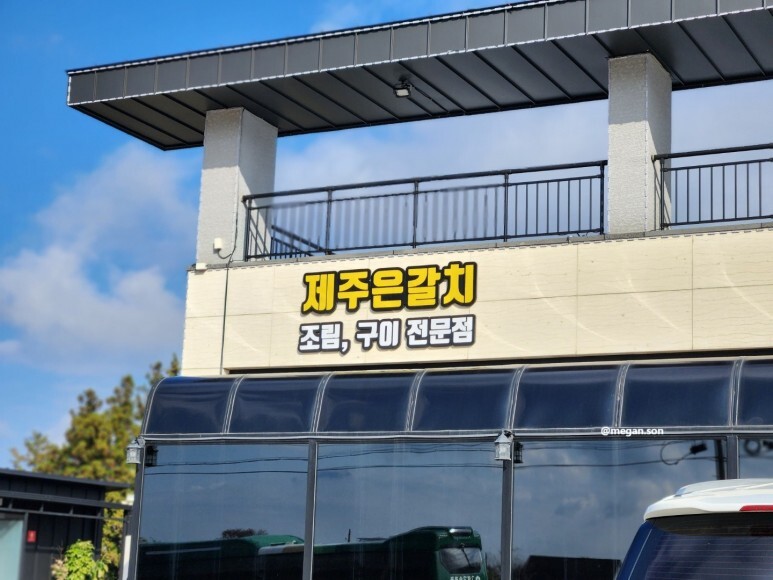 제주은갈치
조림, 구이 전문점
@megan.son